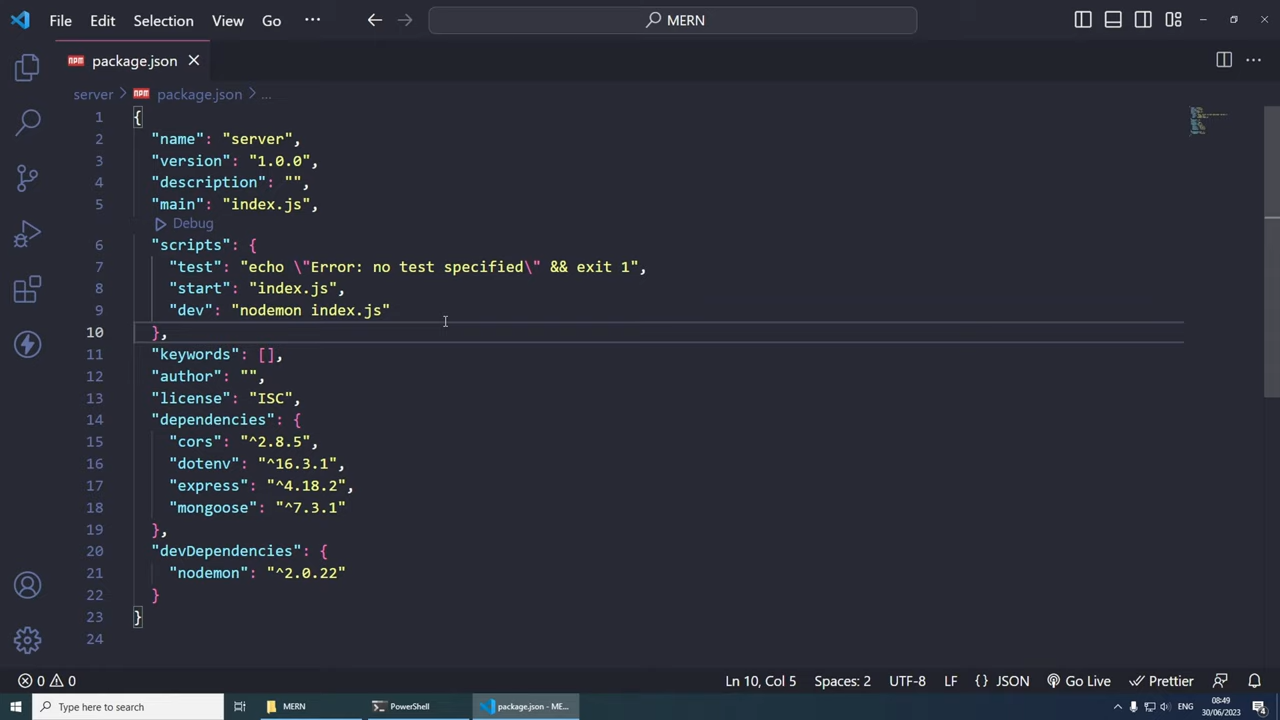 File Edit Selection View Go ··· MERN
package.json
server > package.json > ...
1 {
2 "name": "server",
3 "version": "1.0.0",
4 "description": "",
5 "main": "index.js",
Debug
6 "scripts": {
7 "test": "echo \"Error: no test specified\" && exit 1",
8 "start": "index.js",
9 "dev": "nodemon index.js"
10 },
11 "keywords": [],
12 "author": "",
13 "license": "ISC",
14 "dependencies": {
15 "cors": "^2.8.5",
16 "dotenv": "^16.3.1",
17 "express": "^4.18.2",
18 "mongoose": "^7.3.1"
19 },
20 "devDependencies": {
21 "nodemon": "^2.0.22"
22 }
23 }
24
0 0 Ln 10, Col 5 Spaces: 2 UTF-8 LF {} JSON Go Live Prettier
Type here to search MERN PowerShell package.json - ME... ENG 08:49
30/06/2023 4